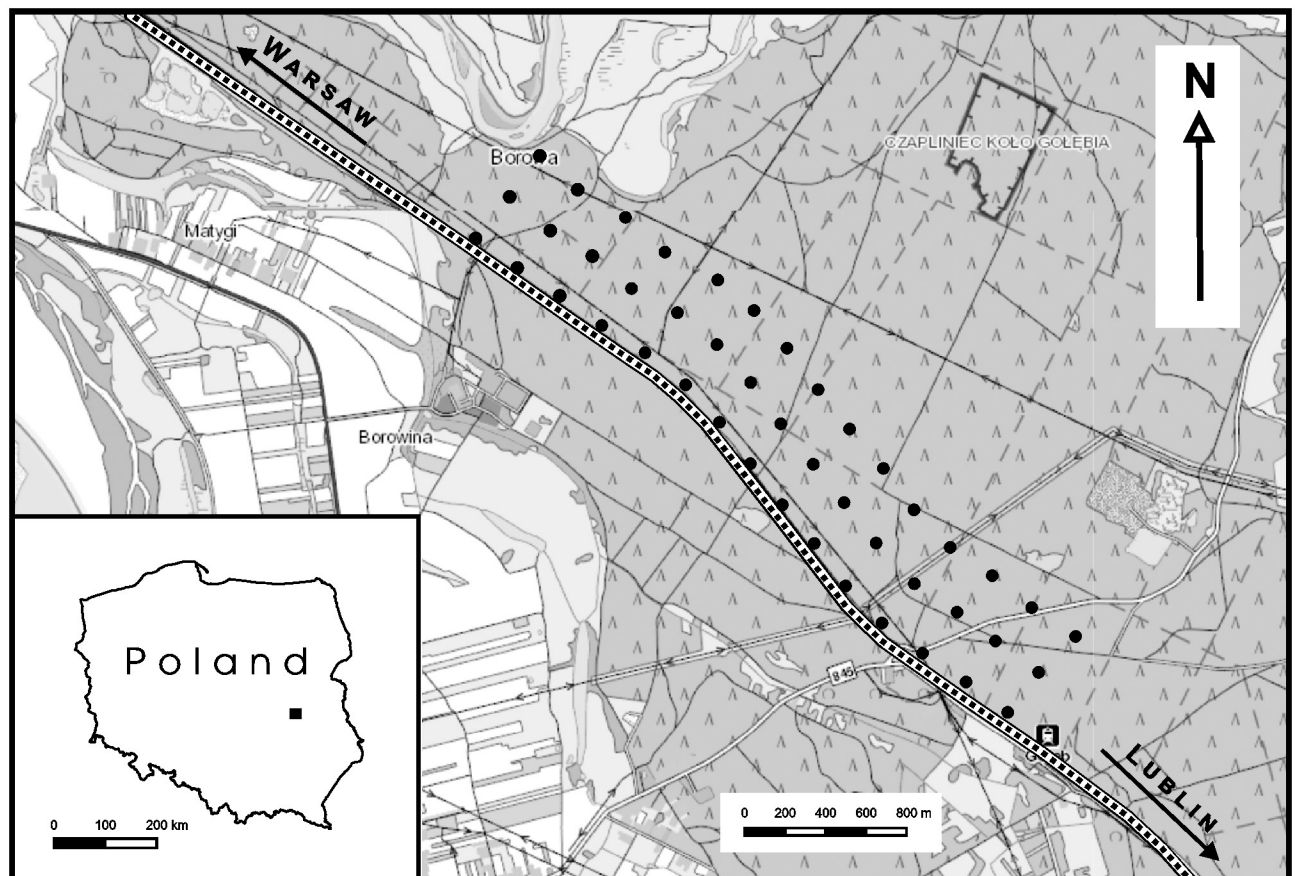 WARSAW
N
CZAPLINIEC KOŁO GOŁĘBIA
Borowa
Matygi
Borowina
Poland
845
0 100 200 km
0 200 400 600 800 m
LUBLIN